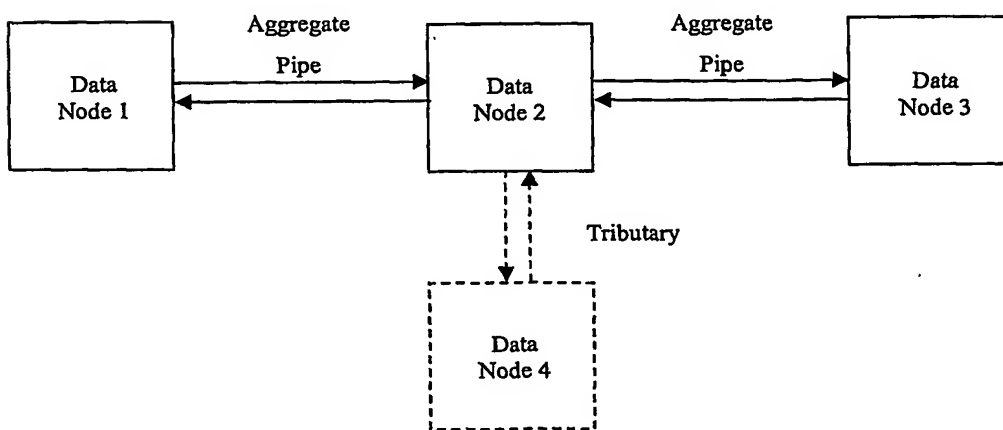 Aggregate
Pipe
Aggregate
Pipe
Data
Node 1
Data
Node 2
Data
Node 3
Tributary
Data
Node 4